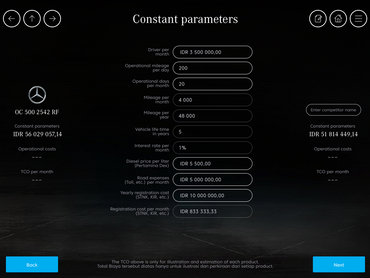 Constant parameters
Driver per
month
IDR 3 500 000,00
Operational mileage
per day
200
Operational days
per month
20
Mileage per
month
4 000
Mileage per
year
48 000
Vehicle life time
in years
5
Interest rate per
month
1%
Diesel price per liter
(Pertamina Dex)
IDR 5 500,00
Road expenses
(Toll, etc.) per month
IDR 5 000 000,00
Yearly registration cost
(STNK, KIR, etc.)
IDR 10 000 000,00
Registration cost per month
(STNK, KIR, etc.)
IDR 833 333,33
OC 500 2542 RF
Constant parameters
IDR 56 029 057,14
Operational costs
---
TCO per month
---
Enter competitor name
Constant parameters
IDR 51 814 449,14
Operational costs
---
TCO per month
---
Back
The TCO above is only for illustration and estimation of each product.
Total Biaya tersebut diatas hanya untuk ilustrasi dan perkiraan dari setiap product.
Next